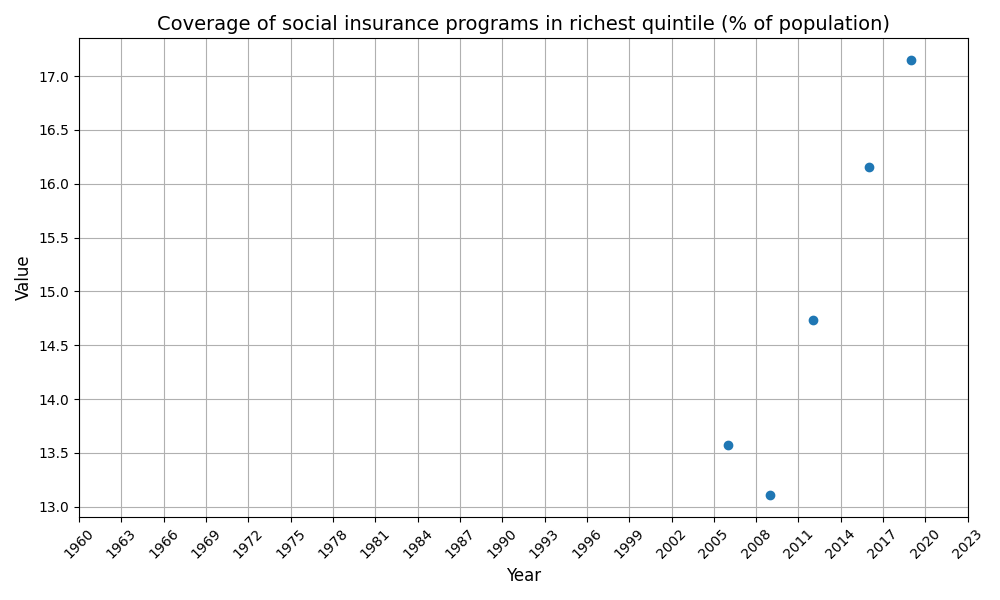 Coverage of social insurance programs in richest quintile (% of population)
Value
17.0
16.5
16.0
15.5
15.0
14.5
14.0
13.5
13.0
1960 1963 1966 1969 1972 1975 1978 1981 1984 1987 1990 1993 1996 1999 2002 2005 2008 2011 2014 2017 2020 2023
Year